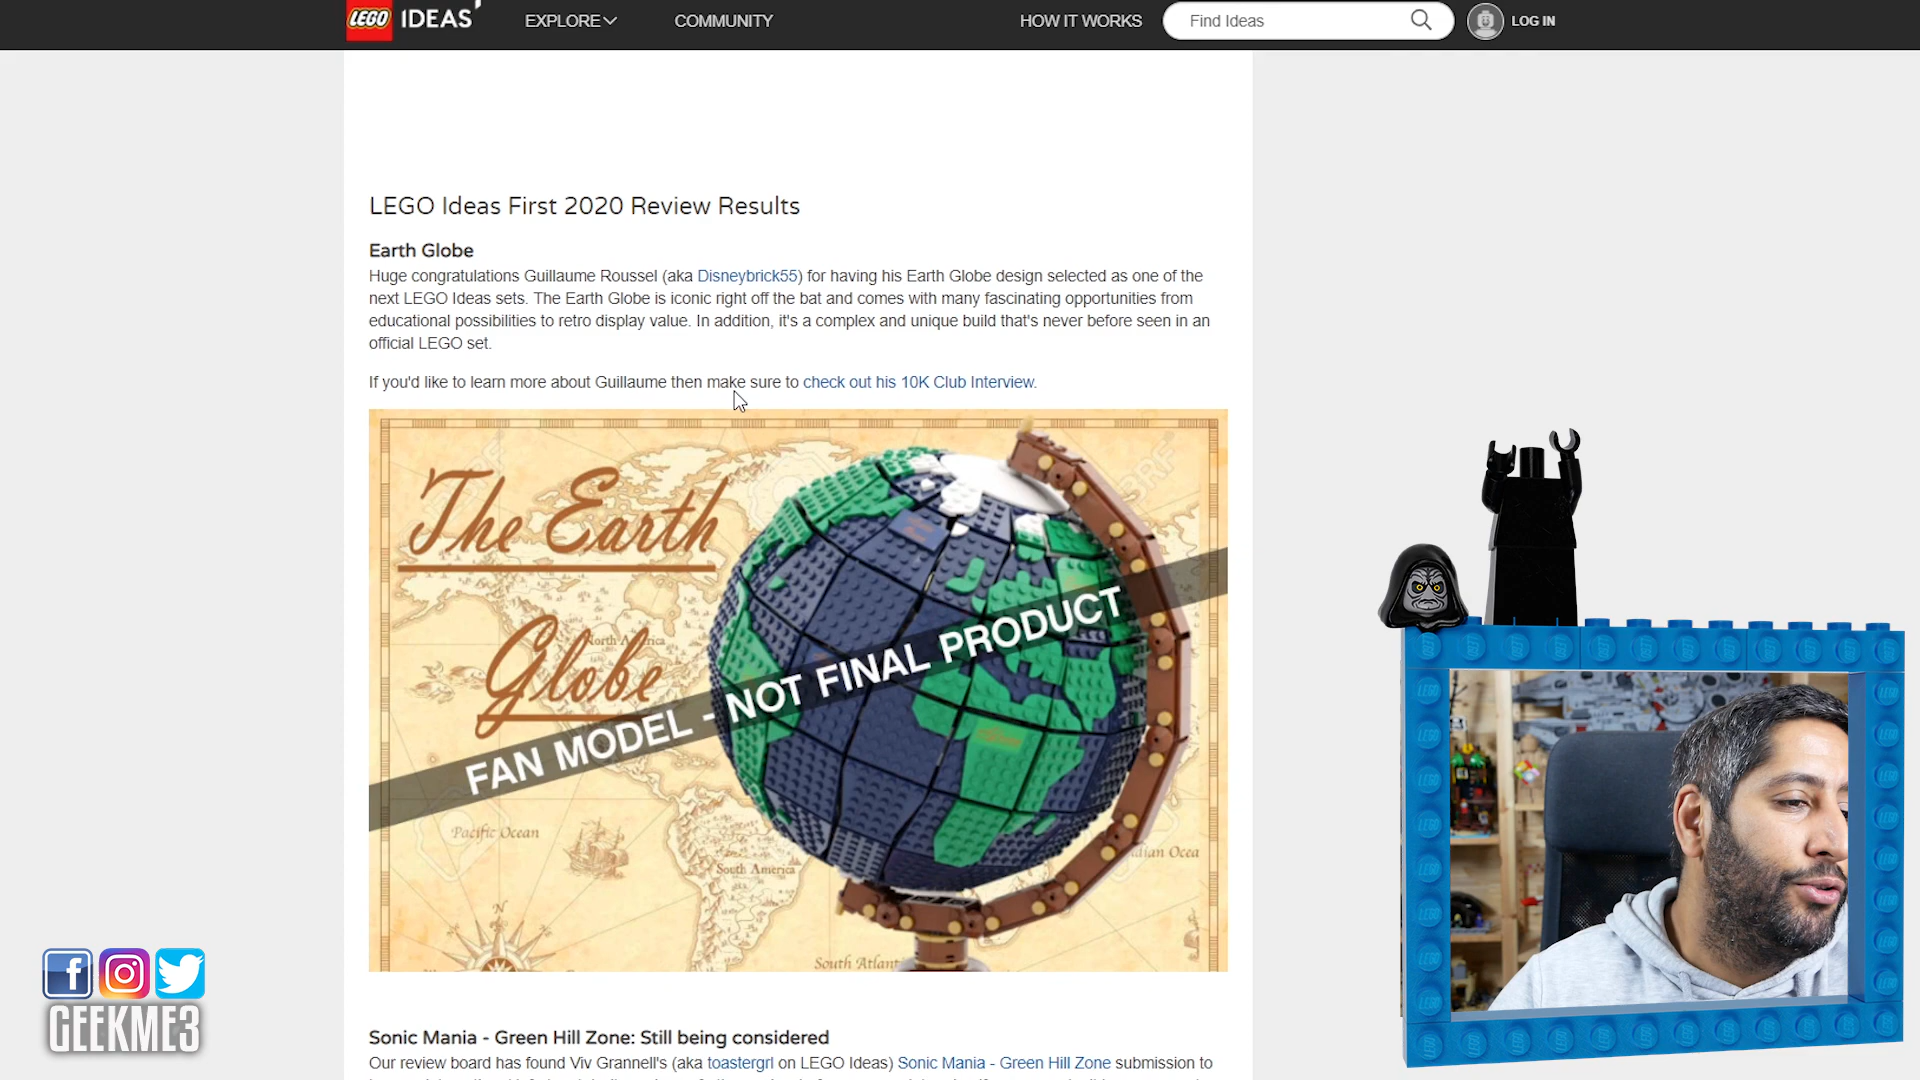 LEGO IDEAS
EXPLORE
COMMUNITY
HOW IT WORKS
Find Ideas
LOG IN
LEGO Ideas First 2020 Review Results
Earth Globe
Huge congratulations Guillaume Roussel (aka Disneybrick55) for having his Earth Globe design selected as one of the
next LEGO Ideas sets. The Earth Globe is iconic right off the bat and comes with many fascinating opportunities from
educational possibilities to retro display value. In addition, it's a complex and unique build that's never before seen in an
official LEGO set.
If you'd like to learn more about Guillaume then make sure to check out his 10K Club Interview.
The Earth
Globe
North America
FAN MODEL - NOT FINAL PRODUCT
Pacific Ocean
South America
South Atlant
dian Ocea
N
GEEKME3
Sonic Mania - Green Hill Zone: Still being considered
Our review board has found Viv Grannell's (aka toastergrl on LEGO Ideas) Sonic Mania - Green Hill Zone submission to